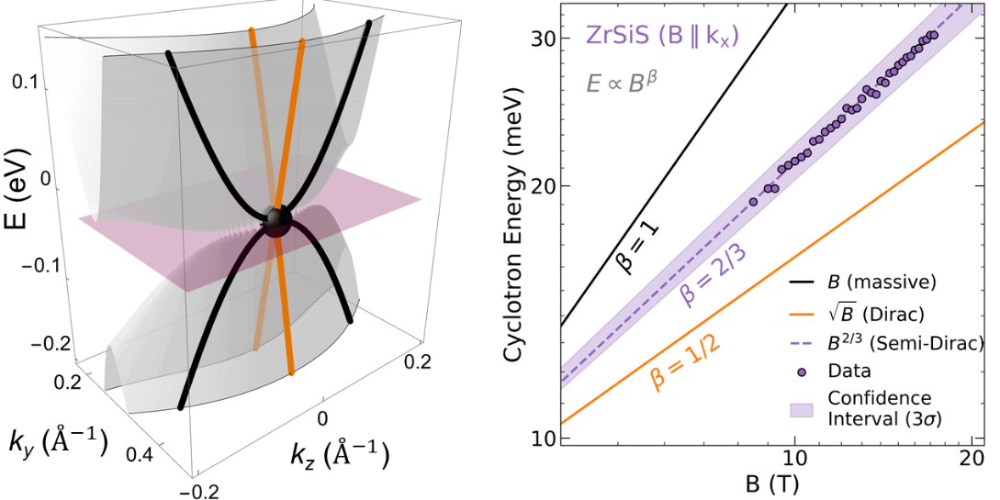 E (eV)
0.1
0
−0.1
−0.2
0.2
0.4
k_y (Å⁻¹)
−0.2
0
0.2
k_z (Å⁻¹)
Cyclotron Energy (meV)
30
20
10
ZrSiS (B ∥ k_x)
E ∝ B^β
β = 1
β = 2/3
β = 1/2
B (massive)
√B (Dirac)
B^{2/3} (Semi-Dirac)
Data
Confidence
Interval (3σ)
10
20
B (T)